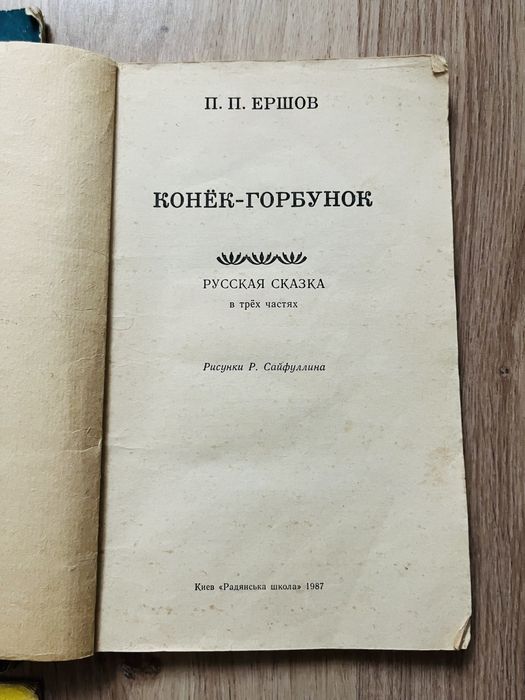 П. П. ЕРШОВ
КОНЁК-ГОРБУНОК
РУССКАЯ СКАЗКА
в трёх частях
Рисунки Р. Сайфуллина
Киев «Радянська школа» 1987